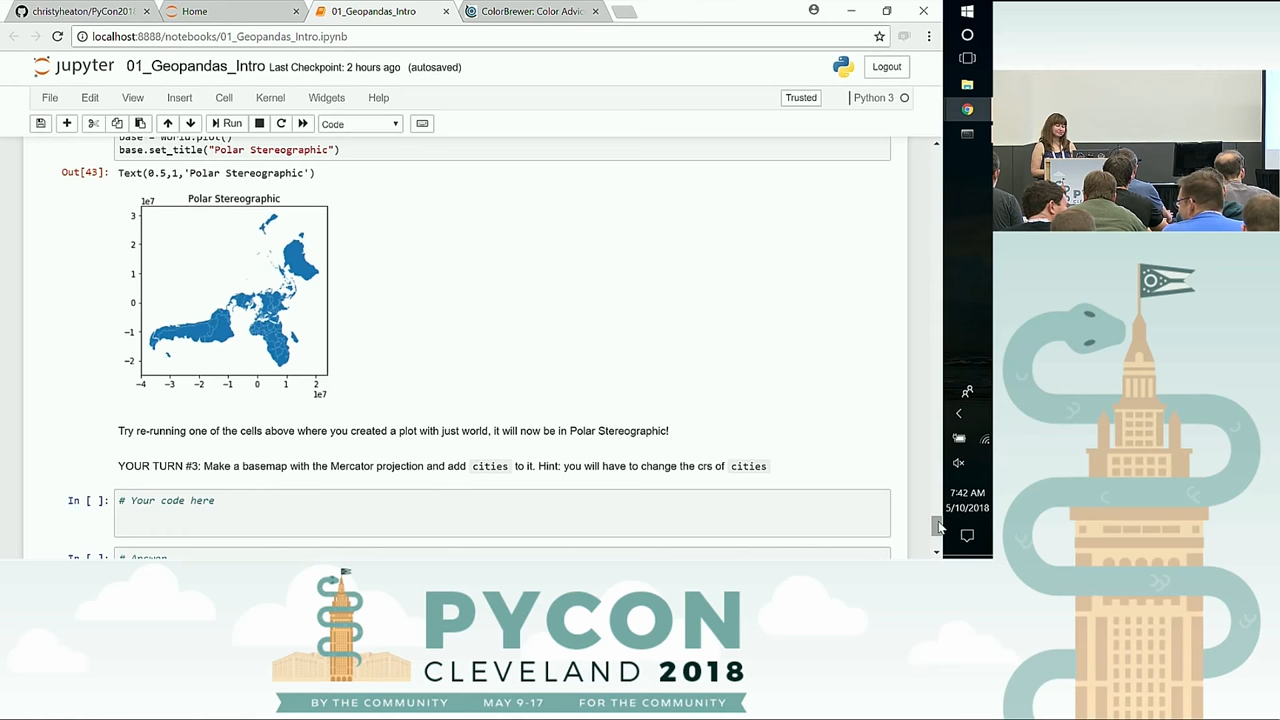 christyheaton/PyCon2018
Home
01_Geopandas_Intro
ColorBrewer: Color Advic
localhost:8888/notebooks/01_Geopandas_Intro.ipynb
jupyter 01_Geopandas_Intro Last Checkpoint: 2 hours ago (autosaved)
Logout
File Edit View Insert Cell Kernel Widgets Help
Trusted Python 3
Run Code
base = world.plot()
base.set_title("Polar Stereographic")
Out[43]: Text(0.5,1,'Polar Stereographic')
Polar Stereographic
1e7
3
2
1
0
−1
−2
−4 −3 −2 −1 0 1 2
1e7
Try re-running one of the cells above where you created a plot with just world, it will now be in Polar Stereographic!
YOUR TURN #3: Make a basemap with the Mercator projection and add cities to it. Hint: you will have to change the crs of cities
In [ ]: # Your code here
In [ ]: # Answer
7:42 AM
5/10/2018
PYCON
CLEVELAND 2018
BY THE COMMUNITY MAY 9-17 FOR THE COMMUNITY